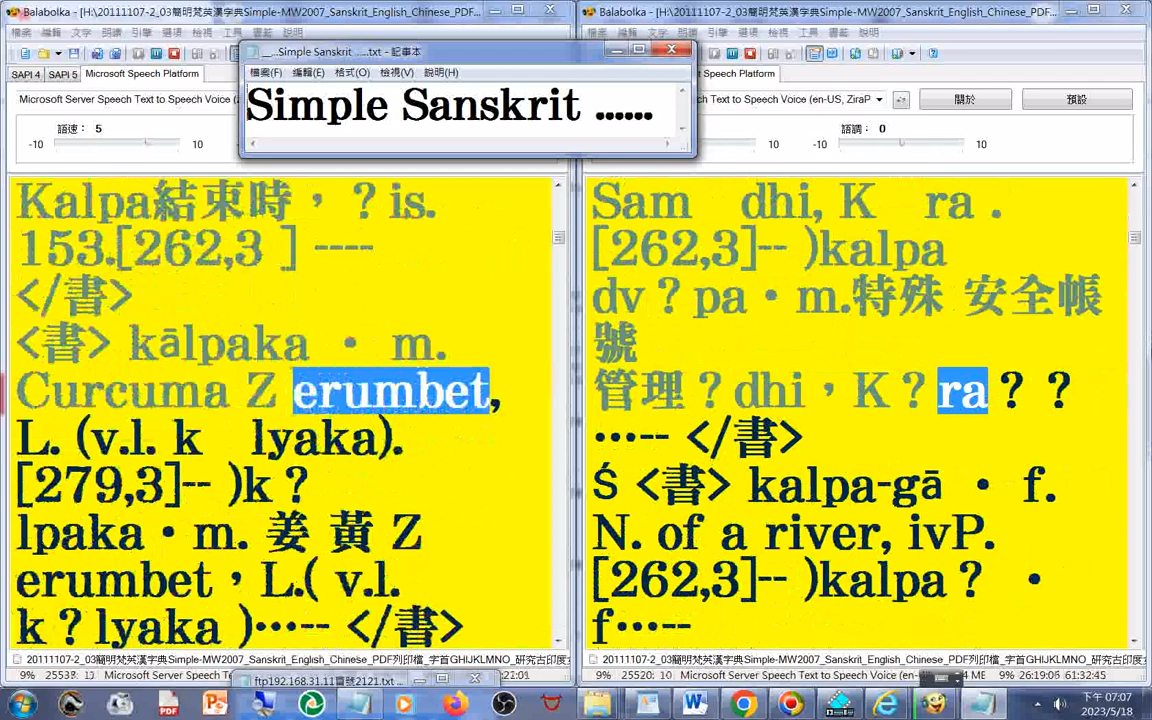 Balabolka - [H:\20111107-2_03簡明梵英漢字典Simple-MW2007_Sanskrit_English_Chinese_PDF...
Balabolka - [H:\20111107-2_03簡明梵英漢字典Simple-MW2007_Sanskrit_English_Chinese_PDF...
__...Simple Sanskrit .....txt - 記事本
檔案(F) 編輯(E) 格式(O) 檢視(V) 說明(H)
Simple Sanskrit ......
SAPI 4 SAPI 5 Microsoft Speech Platform
t Speech Platform
Microsoft Server Speech Text to Speech Voice (
ch Text to Speech Voice (en-US, ZiraP
關於
預設
語速： 5
-10 10
語調： 0
-10 10
Kalpa結束時，？is.
153.[262,3 ] ----
</書>
<書> kālpaka • m.
Curcuma Z erumbet,
L. (v.l. k lyaka).
[279,3]-- )k？
lpaka•m. 姜 黃 Z
erumbet，L.( v.l.
k？lyaka )…-- </書>
Sam dhi, K ra .
[262,3]-- )kalpa
dv？pa•m.特殊 安全帳
號
管理？dhi，K？ra？？
…-- </書>
Ś <書> kalpa-gā • f.
N. of a river, ivP.
[262,3]-- )kalpa？ •
f…--
20111107-2_03簡明梵英漢字典Simple-MW2007_Sanskrit_English_Chinese_PDF列印檔_字首GHIJKLMNO_研究古印度
20111107-2_03簡明梵英漢字典Simple-MW2007_Sanskrit_English_Chinese_PDF列印檔_字首GHIJKLMNO_研究古印度
9% 2553 Microsoft Ser
ftp192.168.31.11冒號2121.txt - ...
22:01
9% 25520 10 Microsoft Server Speech Text to Speech Voice (en-
26:19:05 61:32:45
下午 07:07
2023/5/18